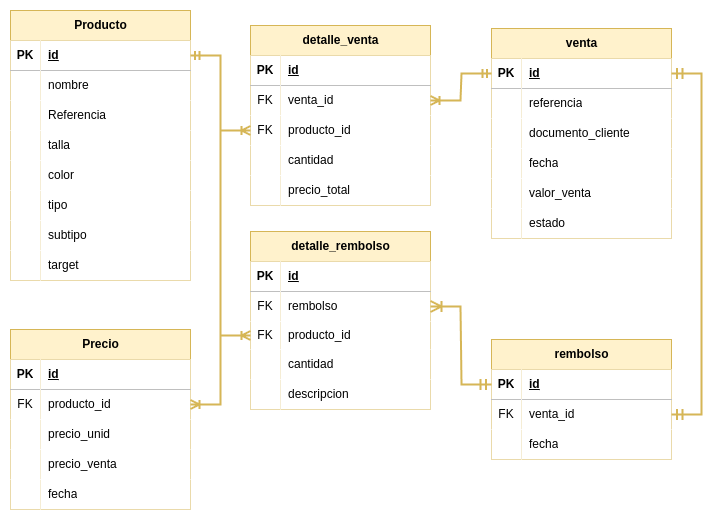 Producto
PK id
nombre
Referencia
talla
color
tipo
subtipo
target
detalle_venta
PK id
FK venta_id
FK producto_id
cantidad
precio_total
venta
PK id
referencia
documento_cliente
fecha
valor_venta
estado
detalle_rembolso
PK id
FK rembolso
FK producto_id
cantidad
descripcion
Precio
PK id
FK producto_id
precio_unid
precio_venta
fecha
rembolso
PK id
FK venta_id
fecha